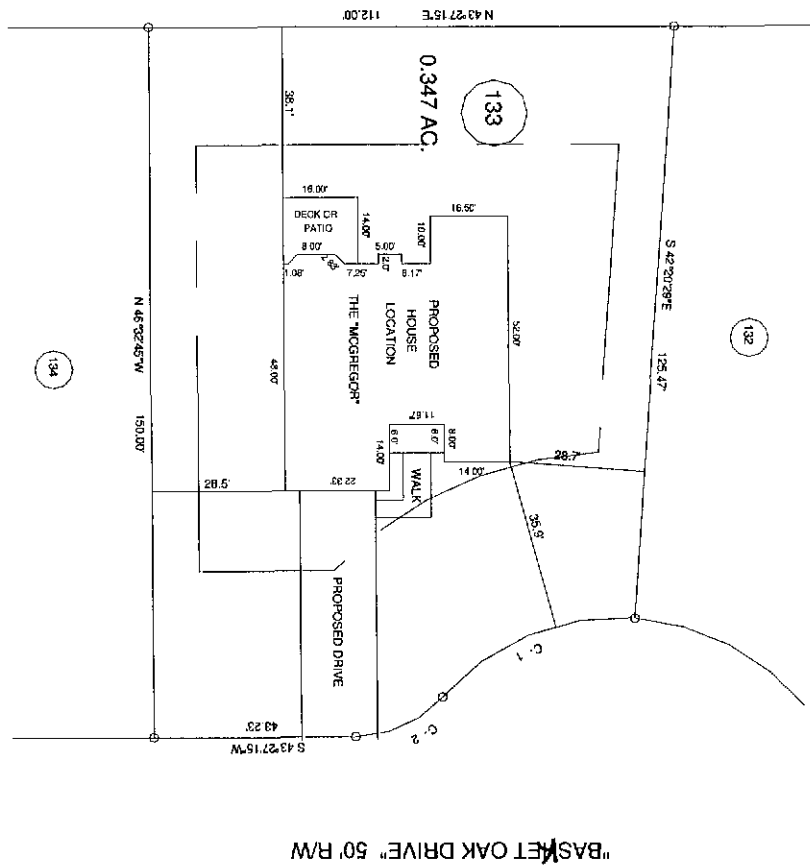 N 43°27'15"E 112.00'
133
0.347 AC.
38.1'
16.00'
DECK OR
PATIO
14.00'
8.00'
1.08'
7.25'
5.00'
2.0'
8.17'
10.00'
16.50'
52.00'
S 42°20'29"E 125.47'
132
N 46°32'45"W 150.00'
134
PROPOSED
HOUSE
LOCATION
THE "MCGREGOR"
48.00'
11.67'
6.0'
6.0'
8.00'
14.00'
14.00'
WALK
22.33'
28.5'
28.7'
35.9'
PROPOSED DRIVE
C-1
C-2
43.23'
S 43°27'15"W
"BASKET OAK DRIVE" 50' R/W